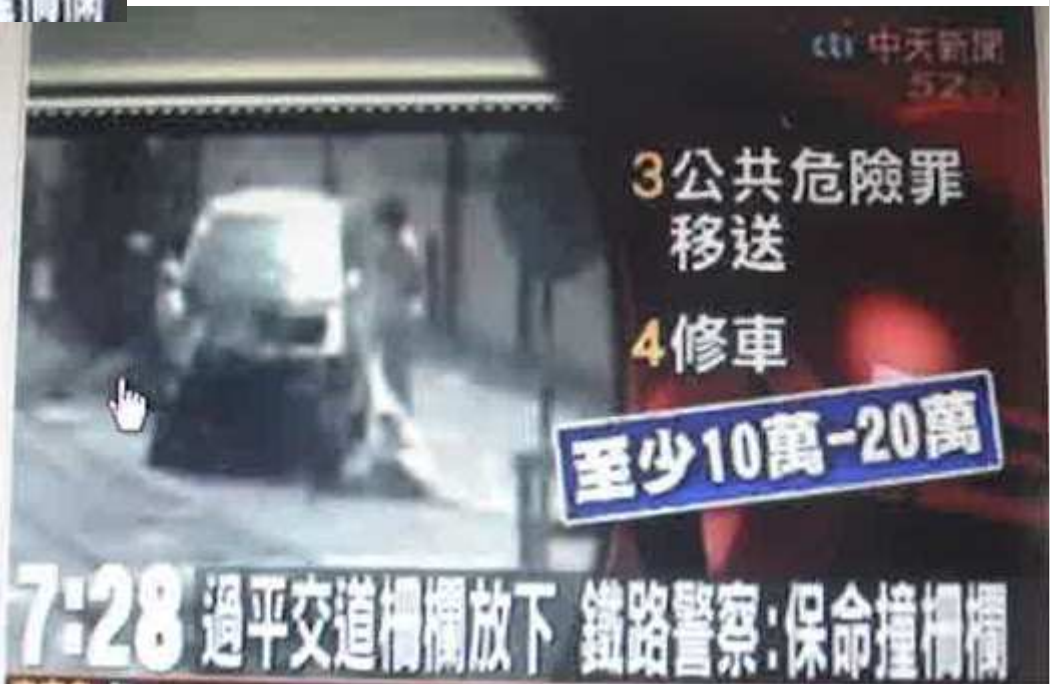 cti 中天新聞
52
3公共危險罪
移送
4修車
至少10萬-20萬
7:28 過平交道柵欄放下 鐵路警察:保命撞柵欄